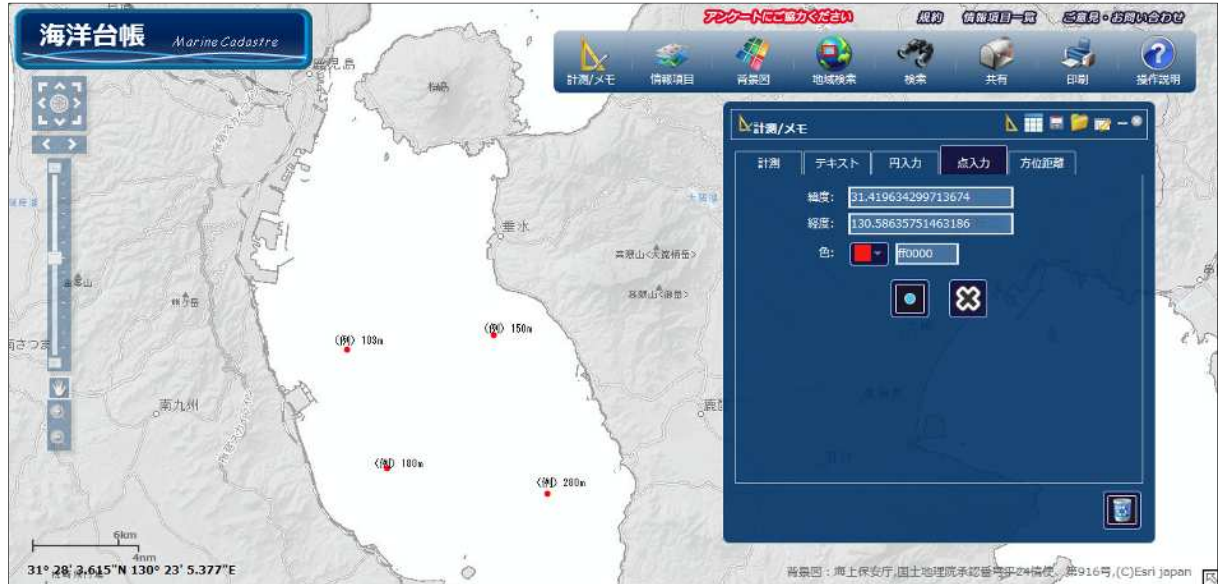 海洋台帳 Marine Cadastre
アンケートにご協力ください 規約 情報項目一覧 ご意見・お問い合わせ
計測/メモ 情報項目 背景図 地域検索 検索 共有 印刷 操作説明
鹿児島
桜島
計測/メモ
計測 テキスト 円入力 点入力 方位距離
緯度: 31.419634299713674
経度: 130.58635751463186
色: ff0000
垂水
〈例〉 103m
〈例〉 150m
南さつま
南九州
〈例〉 180m
〈例〉 280m
6km
4nm
31° 28' 3.615"N 130° 23' 5.377"E
背景図:海上保安庁,国土地理院承認番号平24情使、第916号,(C)Esri japan